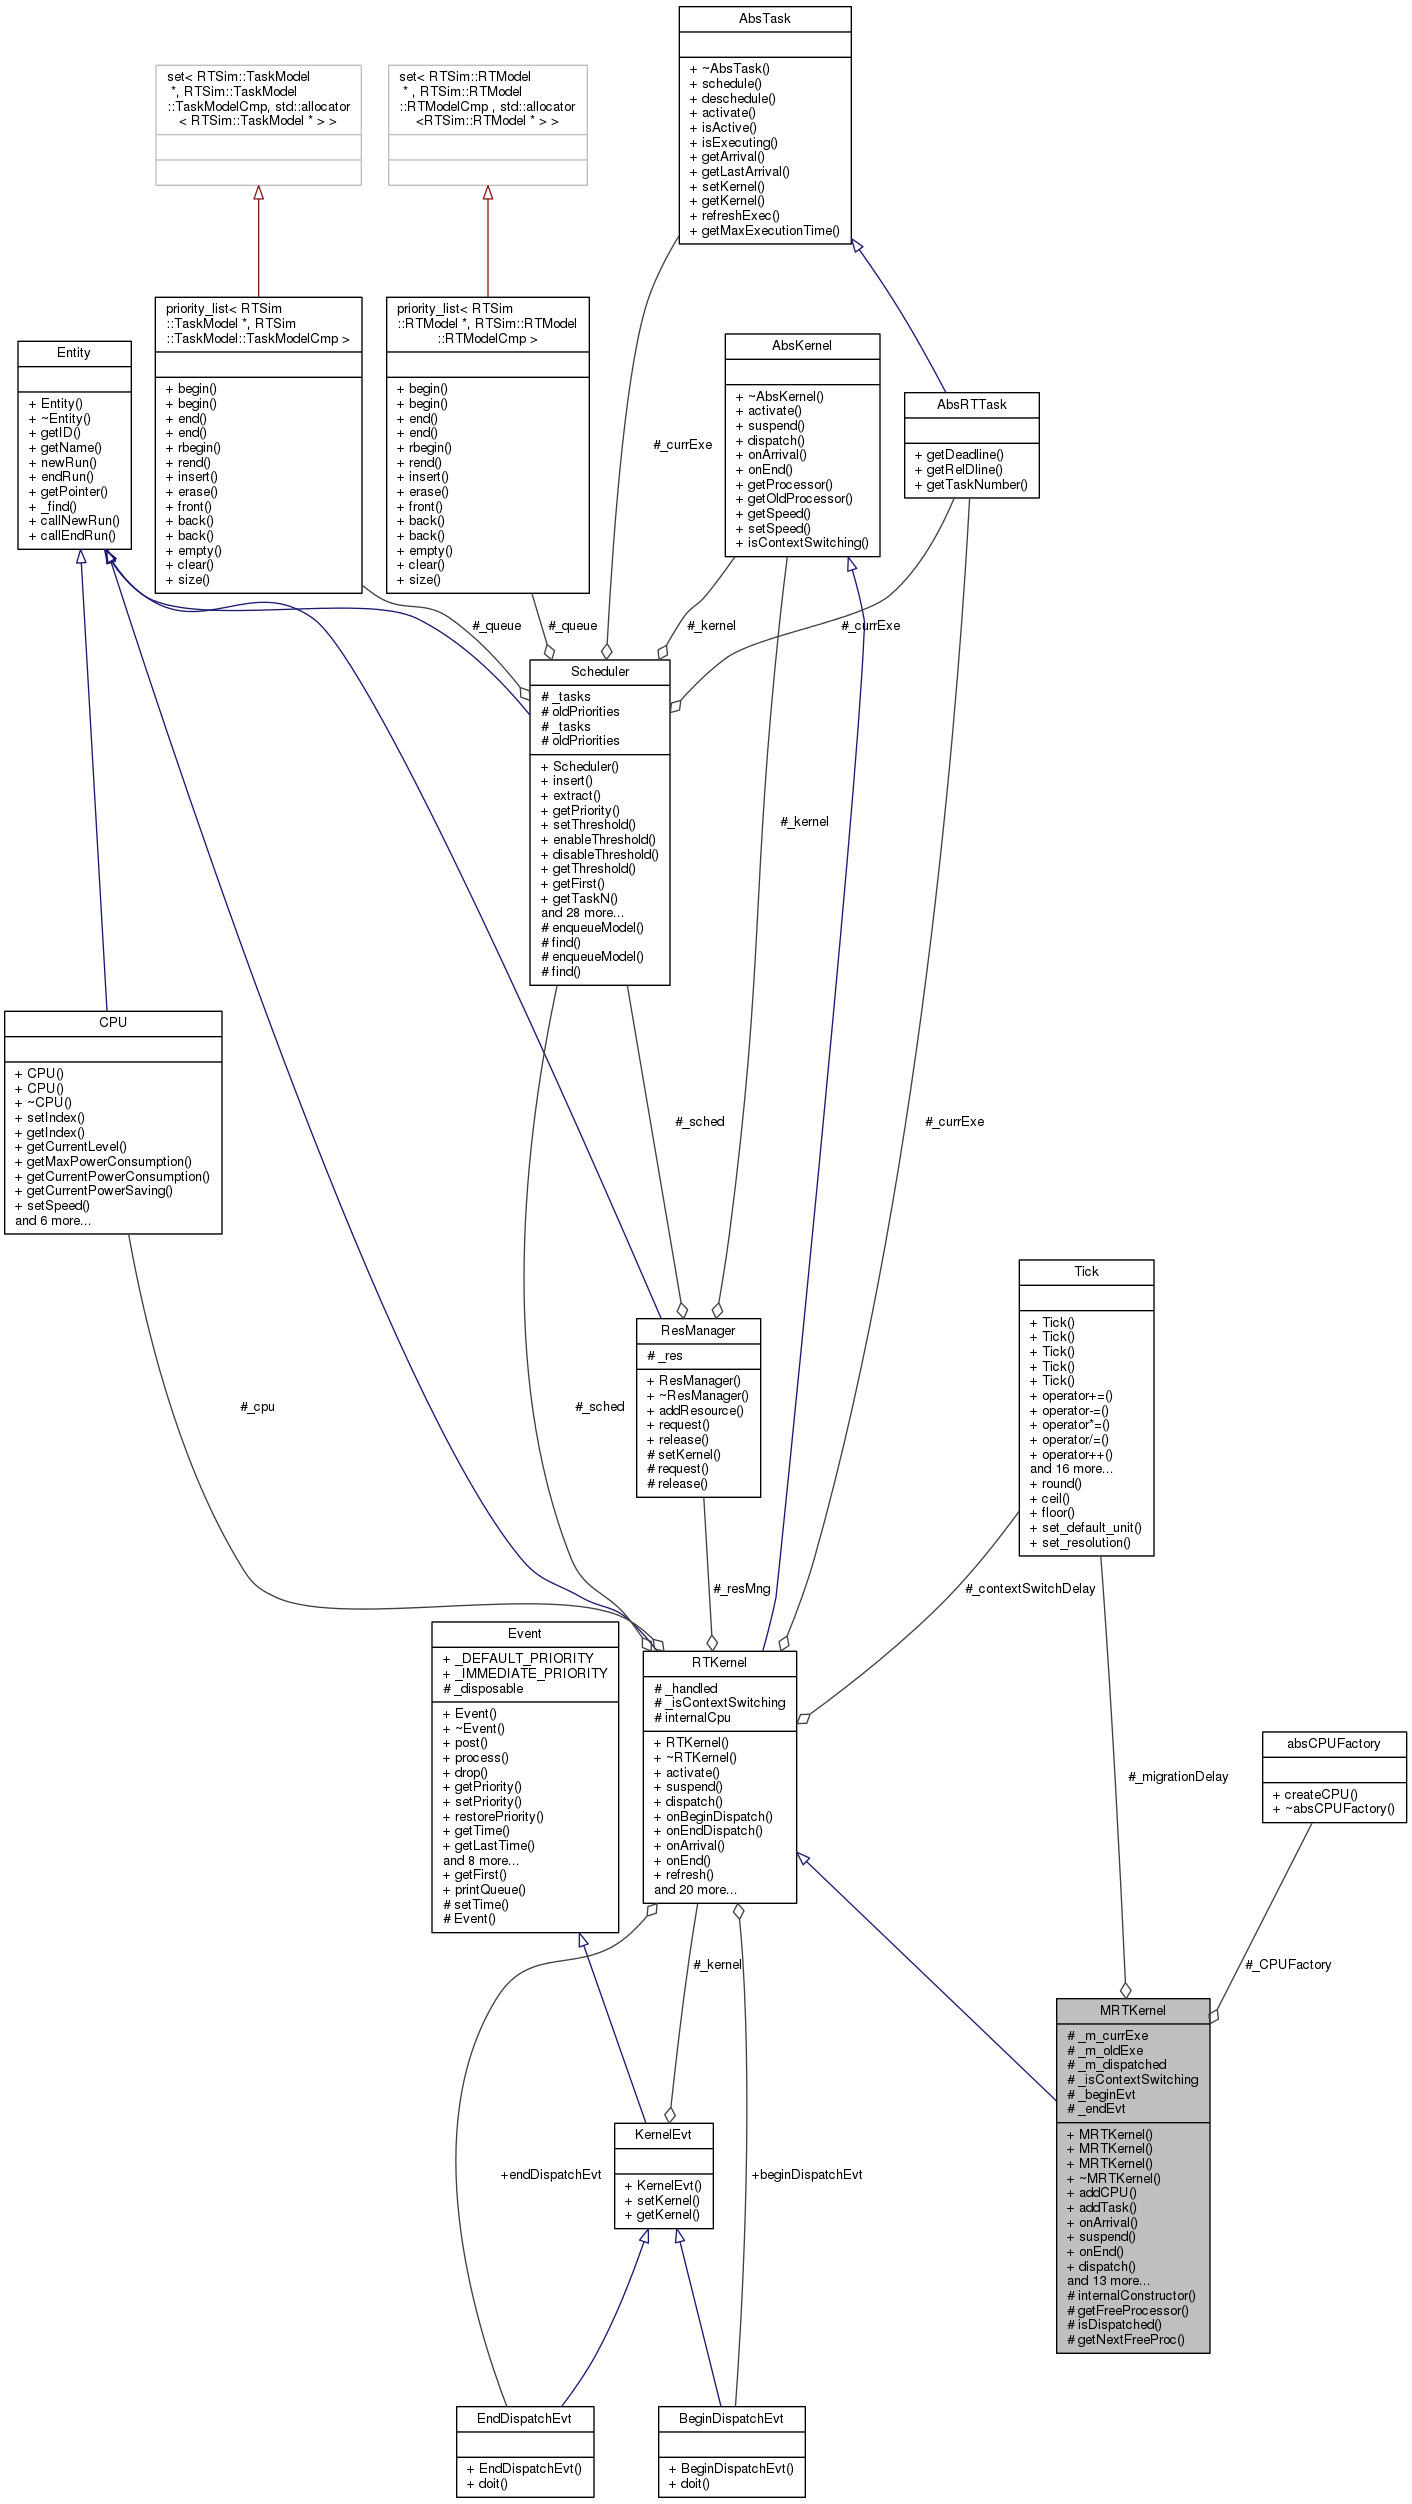 AbsTask
+ ~AbsTask()
+ schedule()
+ deschedule()
+ activate()
+ isActive()
+ isExecuting()
+ getArrival()
+ getLastArrival()
+ setKernel()
+ getKernel()
+ refreshExec()
+ getMaxExecutionTime()
set< RTSim::TaskModel
*, RTSim::TaskModel
::TaskModelCmp, std::allocator
< RTSim::TaskModel * > >
set< RTSim::RTModel
* , RTSim::RTModel
::RTModelCmp , std::allocator
<RTSim::RTModel * > >
priority_list< RTSim
::TaskModel *, RTSim
::TaskModel::TaskModelCmp >
+ begin()
+ begin()
+ end()
+ end()
+ rbegin()
+ rend()
+ insert()
+ erase()
+ front()
+ back()
+ back()
+ empty()
+ clear()
+ size()
priority_list< RTSim
::RTModel *, RTSim::RTModel
::RTModelCmp >
+ begin()
+ begin()
+ end()
+ end()
+ rbegin()
+ rend()
+ insert()
+ erase()
+ front()
+ back()
+ back()
+ empty()
+ clear()
+ size()
Entity
+ Entity()
+ ~Entity()
+ getID()
+ getName()
+ newRun()
+ endRun()
+ getPointer()
+ _find()
+ callNewRun()
+ callEndRun()
AbsKernel
+ ~AbsKernel()
+ activate()
+ suspend()
+ dispatch()
+ onArrival()
+ onEnd()
+ getProcessor()
+ getOldProcessor()
+ getSpeed()
+ setSpeed()
+ isContextSwitching()
AbsRTTask
+ getDeadline()
+ getRelDline()
+ getTaskNumber()
#_currExe
#_queue
#_queue
#_kernel
#_currExe
Scheduler
# _tasks
# oldPriorities
# _tasks
# oldPriorities
+ Scheduler()
+ insert()
+ extract()
+ getPriority()
+ setThreshold()
+ enableThreshold()
+ disableThreshold()
+ getThreshold()
+ getFirst()
+ getTaskN()
and 28 more...
# enqueueModel()
# find()
# enqueueModel()
# find()
#_kernel
CPU
+ CPU()
+ CPU()
+ ~CPU()
+ setIndex()
+ getIndex()
+ getCurrentLevel()
+ getMaxPowerConsumption()
+ getCurrentPowerConsumption()
+ getCurrentPowerSaving()
+ setSpeed()
and 6 more...
#_sched
#_currExe
ResManager
# _res
+ ResManager()
+ ~ResManager()
+ addResource()
+ request()
+ release()
# setKernel()
# request()
# release()
Tick
+ Tick()
+ Tick()
+ Tick()
+ Tick()
+ Tick()
+ operator+=()
+ operator-=()
+ operator*=()
+ operator/=()
+ operator++()
and 16 more...
+ round()
+ ceil()
+ floor()
+ set_default_unit()
+ set_resolution()
#_cpu
#_sched
#_resMng
#_contextSwitchDelay
Event
+ _DEFAULT_PRIORITY
+ _IMMEDIATE_PRIORITY
# _disposable
+ Event()
+ ~Event()
+ post()
+ process()
+ drop()
+ getPriority()
+ setPriority()
+ restorePriority()
+ getTime()
+ getLastTime()
and 8 more...
+ getFirst()
+ printQueue()
# setTime()
# Event()
RTKernel
# _handled
# _isContextSwitching
# internalCpu
+ RTKernel()
+ ~RTKernel()
+ activate()
+ suspend()
+ dispatch()
+ onBeginDispatch()
+ onEndDispatch()
+ onArrival()
+ onEnd()
+ refresh()
and 20 more...
#_migrationDelay
absCPUFactory
+ createCPU()
+ ~absCPUFactory()
#_kernel
#_CPUFactory
MRTKernel
# _m_currExe
# _m_oldExe
# _m_dispatched
# _isContextSwitching
# _beginEvt
# _endEvt
+ MRTKernel()
+ MRTKernel()
+ MRTKernel()
+ ~MRTKernel()
+ addCPU()
+ addTask()
+ onArrival()
+ suspend()
+ onEnd()
+ dispatch()
and 13 more...
# internalConstructor()
# getFreeProcessor()
# isDispatched()
# getNextFreeProc()
KernelEvt
+ KernelEvt()
+ setKernel()
+ getKernel()
+endDispatchEvt
+beginDispatchEvt
EndDispatchEvt
+ EndDispatchEvt()
+ doit()
BeginDispatchEvt
+ BeginDispatchEvt()
+ doit()